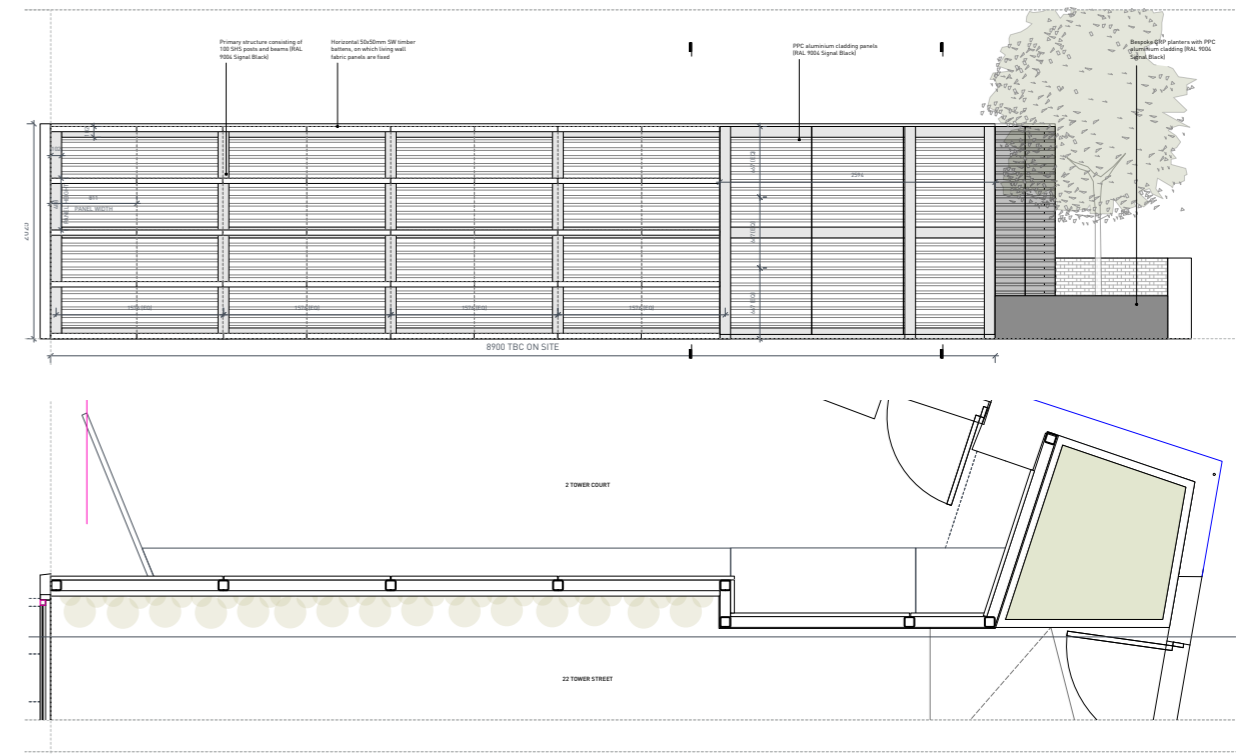 Primary structure consisting of
100 SHS posts and beams (RAL
9004 Signal Black)
Horizontal 50x50mm SW timber
battens, on which living wall
fabric panels are fixed
PPC aluminium cladding panels
(RAL 9004 Signal Black)
Bespoke GRP planters with PPC
aluminium cladding (RAL 9004
Signal Black)
2594
811
PANEL WIDTH
8900 TBC ON SITE
2 TOWER COURT
22 TOWER STREET